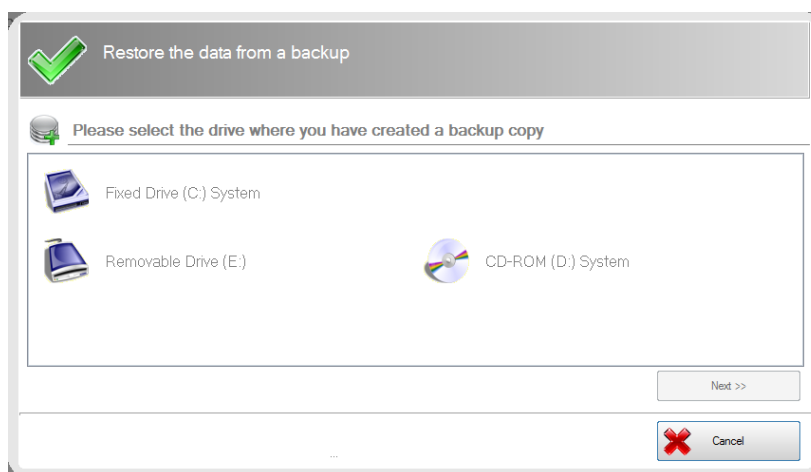 Restore the data from a backup
Please select the drive where you have created a backup copy
Fixed Drive (C:) System
Removable Drive (E:)
CD-ROM (D:) System
Next >>
Cancel
...